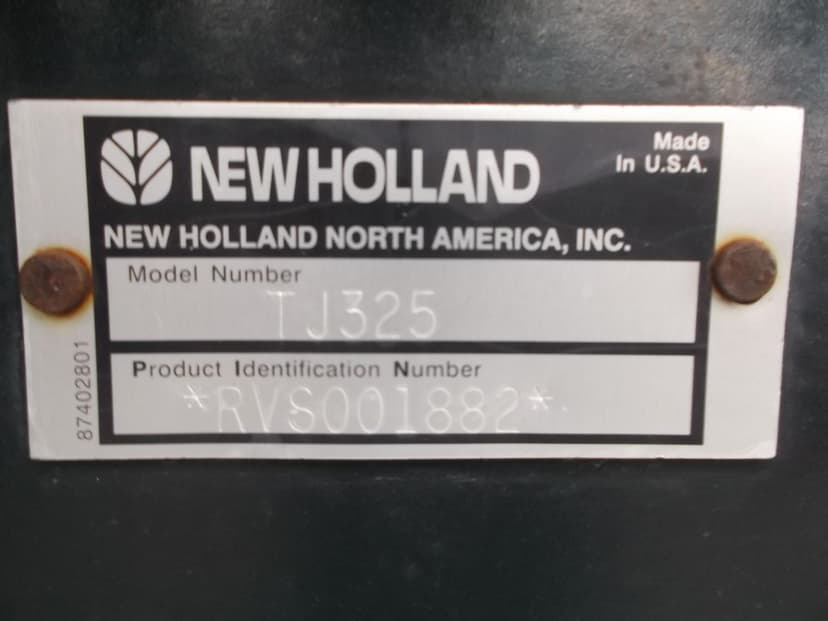 NEW HOLLAND
Made
In U.S.A.
NEW HOLLAND NORTH AMERICA, INC.
Model Number
TJ325
Product Identification Number
*RVS001882*
87402801